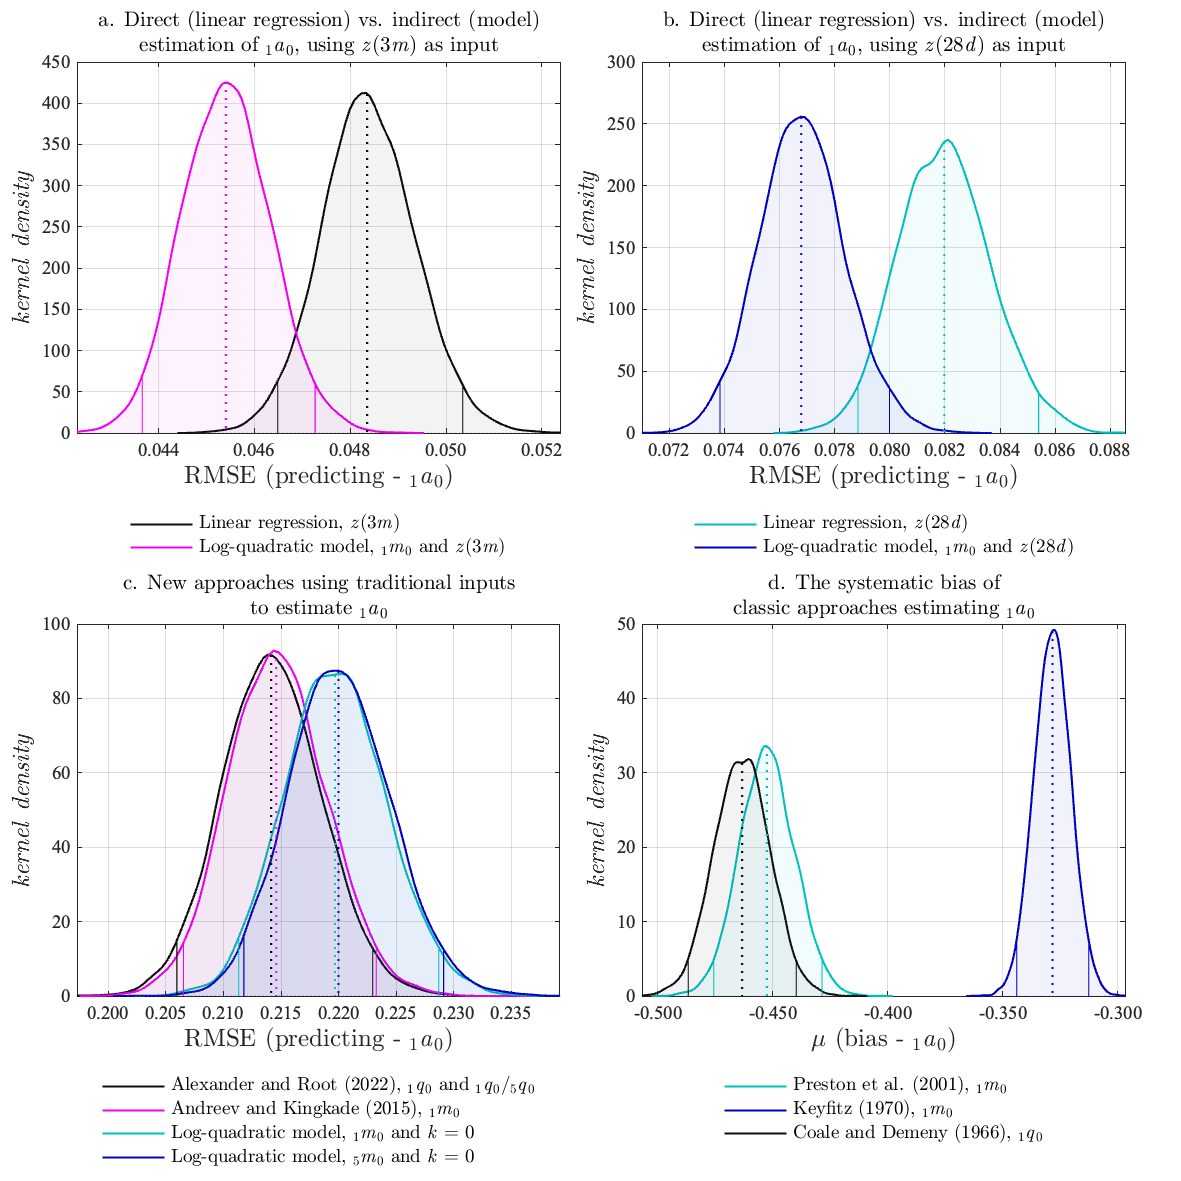 a. Direct (linear regression) vs. indirect (model)
estimation of ₁a₀, using z(3m) as input
450
400
350
300
250
200
150
100
50
0
kernel density
0.044 0.046 0.048 0.050 0.052
RMSE (predicting - ₁a₀)
Linear regression, z(3m)
Log-quadratic model, ₁m₀ and z(3m)
b. Direct (linear regression) vs. indirect (model)
estimation of ₁a₀, using z(28d) as input
300
250
200
150
100
50
0
kernel density
0.072 0.074 0.076 0.078 0.080 0.082 0.084 0.086 0.088
RMSE (predicting - ₁a₀)
Linear regression, z(28d)
Log-quadratic model, ₁m₀ and z(28d)
c. New approaches using traditional inputs
to estimate ₁a₀
100
80
60
40
20
0
kernel density
0.200 0.205 0.210 0.215 0.220 0.225 0.230 0.235
RMSE (predicting - ₁a₀)
Alexander and Root (2022), ₁q₀ and ₁q₀/₅q₀
Andreev and Kingkade (2015), ₁m₀
Log-quadratic model, ₁m₀ and k = 0
Log-quadratic model, ₅m₀ and k = 0
d. The systematic bias of
classic approaches estimating ₁a₀
50
40
30
20
10
0
kernel density
-0.500 -0.450 -0.400 -0.350 -0.300
μ (bias - ₁a₀)
Preston et al. (2001), ₁m₀
Keyfitz (1970), ₁m₀
Coale and Demeny (1966), ₁q₀